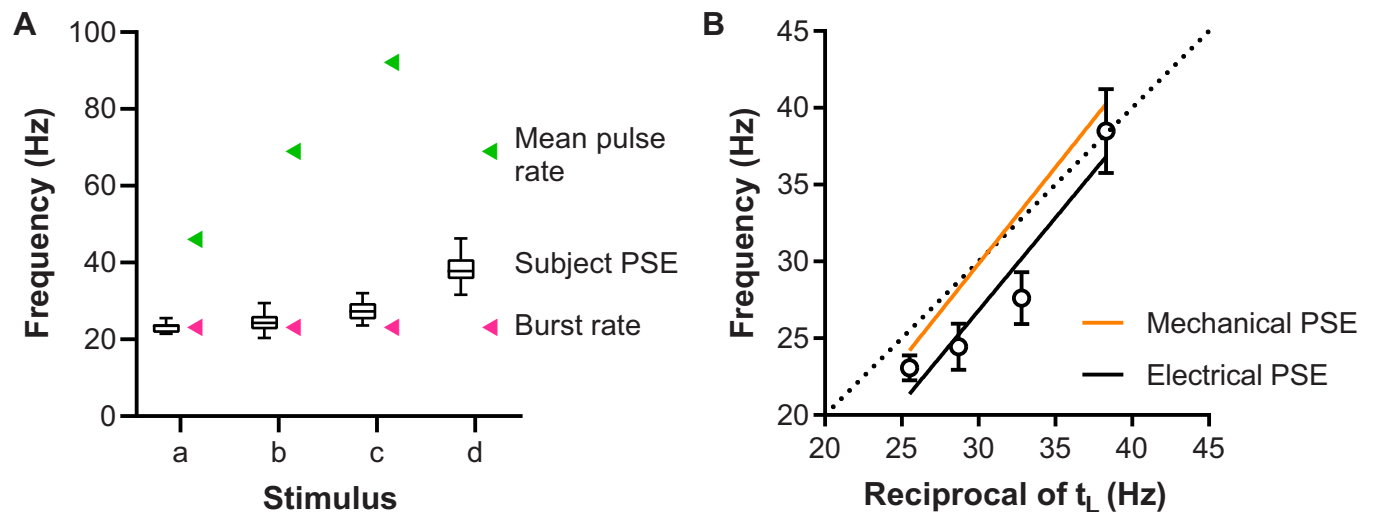 A
Frequency (Hz)
100
80
60
40
20
0
a
b
c
d
Stimulus
Mean pulse
rate
Subject PSE
Burst rate
B
Frequency (Hz)
45
40
35
30
25
20
20
25
30
35
40
45
Reciprocal of tL (Hz)
Mechanical PSE
Electrical PSE